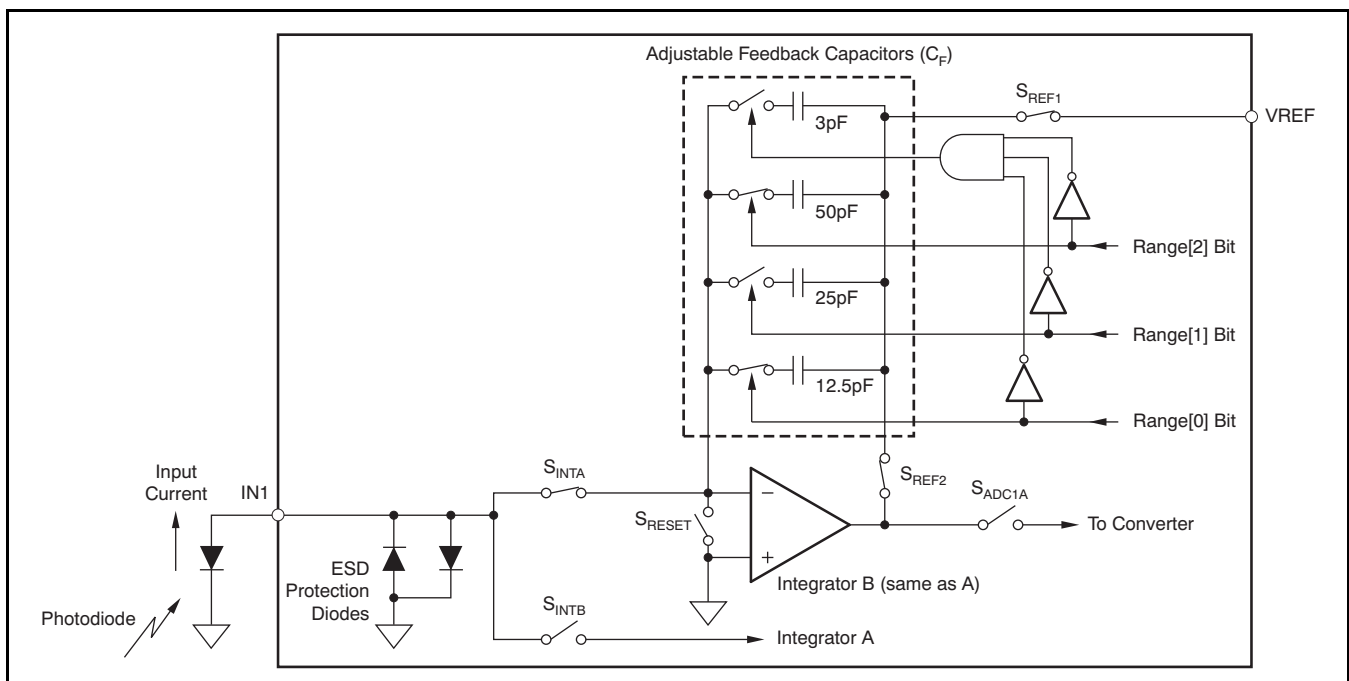 Adjustable Feedback Capacitors (CF)
SREF1
VREF
3pF
50pF
Range[2] Bit
25pF
Range[1] Bit
12.5pF
Range[0] Bit
Input
Current
IN1
SINTA
SREF2
SADC1A
SRESET
−
+
To Converter
ESD
Protection
Diodes
Integrator B (same as A)
Photodiode
SINTB
Integrator A